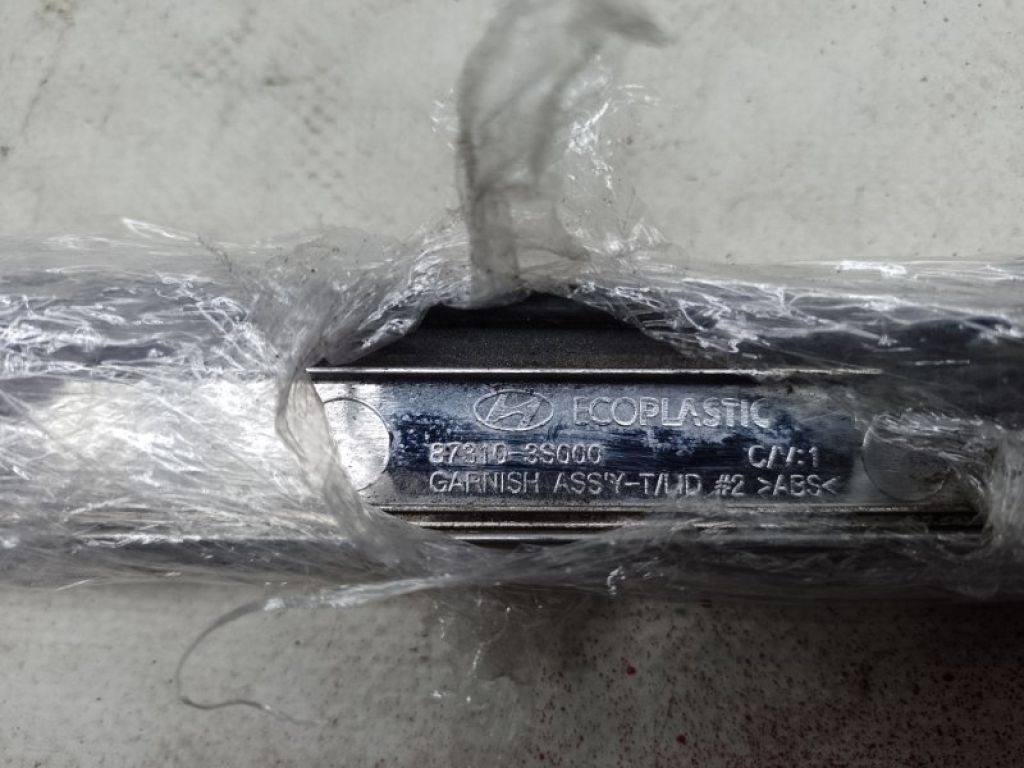 ECOPLASTIC
87310-3S000 C/V:1
GARNISH ASS'Y-T/LID #2 >ABS<